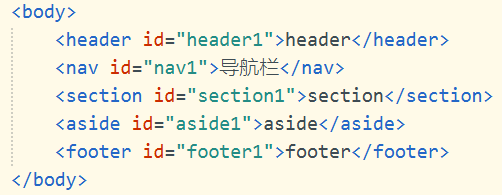 <body>
<header id="header1">header</header>
<nav id="nav1">导航栏</nav>
<section id="section1">section</section>
<aside id="aside1">aside</aside>
<footer id="footer1">footer</footer>
</body>